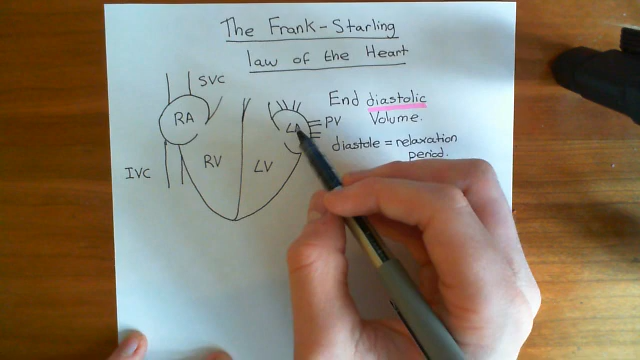 The Frank-Starling
law of the Heart
SVC
RA
RV
IVC
LV
LA
PV
End diastolic
Volume.
diastole = relaxation
period.